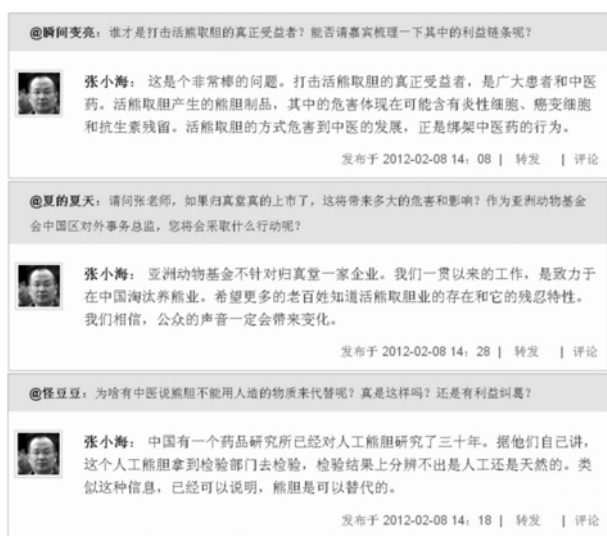 @瞬间变亮：谁才是打击活熊取胆的真正受益者？能否请嘉宾梳理一下其中的利益链条呢？
张小海：这是个非常棒的问题。打击活熊取胆的真正受益者，是广大患者和中医
药。活熊取胆产生的熊胆制品，其中的危害体现在可能含有炎性细胞、癌变细胞
和抗生素残留。活熊取胆的方式危害到中医的发展，正是绑架中医药的行为。
发布于 2012-02-08 14：08 | 转发 | 评论
@夏的夏天：请问张老师，如果归真堂真的上市了，这将带来多大的危害和影响？作为亚洲动物基金
会中国区对外事务总监，您将会采取什么行动呢？
张小海：亚洲动物基金不针对归真堂一家企业。我们一贯以来的工作，是致力于
在中国淘汰养熊业。希望更多的老百姓知道活熊取胆业的存在和它的残忍特性。
我们相信，公众的声音一定会带来变化。
发布于 2012-02-08 14：28 | 转发 | 评论
@怪豆豆：为啥有中医说熊胆不能用人造的物质来代替呢？真是这样吗？还是有利益纠葛？
张小海：中国有一个药品研究所已经对人工熊胆研究了三十年。据他们自己讲，
这个人工熊胆拿到检验部门去检验，检验结果上分辨不出是人工还是天然的。类
似这种信息，已经可以说明，熊胆是可以替代的。
发布于 2012-02-08 14：18 | 转发 | 评论